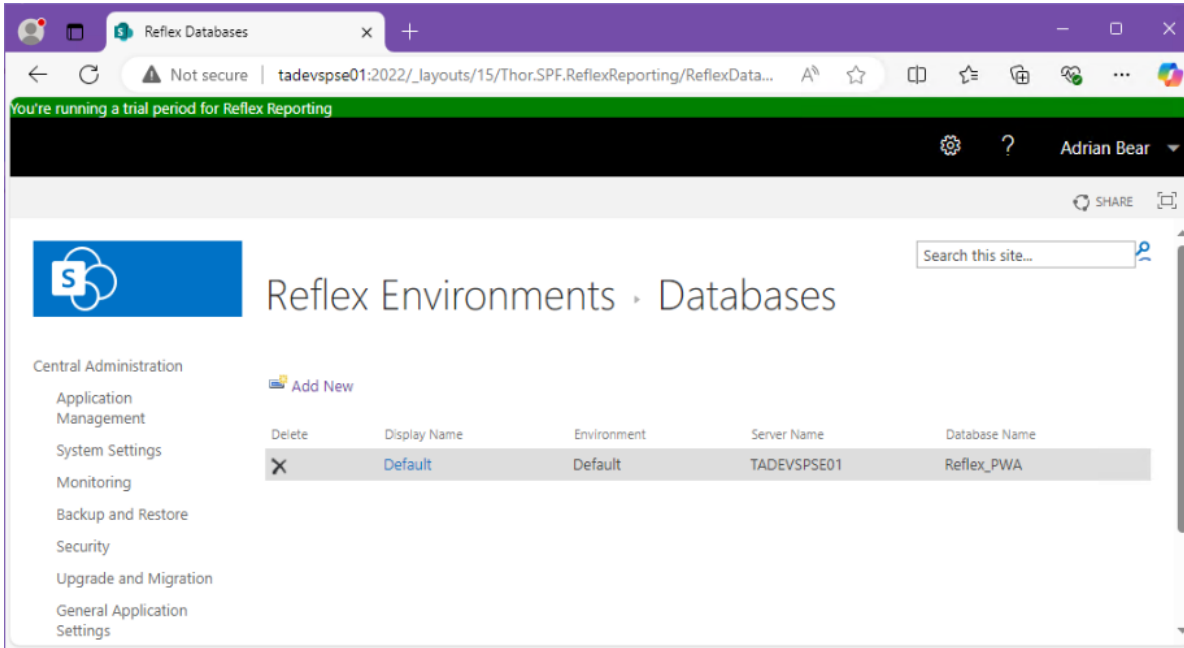 Reflex Databases
Not secure | tadevspse01:2022/_layouts/15/Thor.SPF.ReflexReporting/ReflexData...
You're running a trial period for Reflex Reporting
? Adrian Bear
SHARE
Search this site...
S
Reflex Environments Databases
Central Administration
Application
Management
System Settings
Monitoring
Backup and Restore
Security
Upgrade and Migration
General Application
Settings
Add New
Delete Display Name Environment Server Name Database Name
Default Default TADEVSPSE01 Reflex_PWA